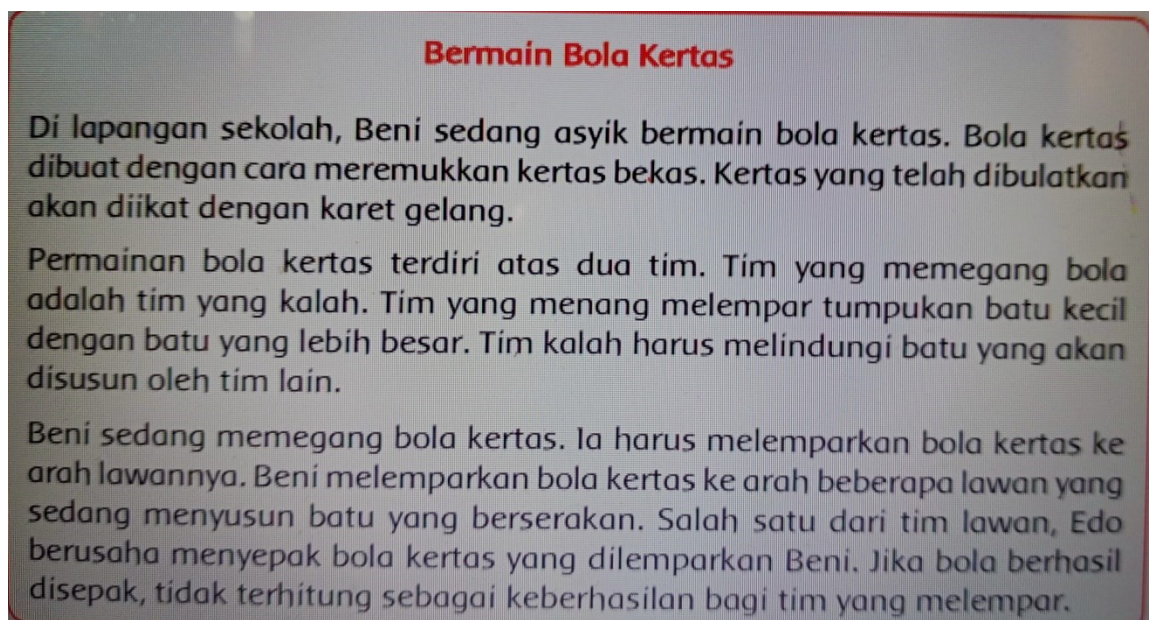 Bermain Bola Kertas
Di lapangan sekolah, Beni sedang asyik bermain bola kertas. Bola kertas
dibuat dengan cara meremukkan kertas bekas. Kertas yang telah dibulatkan
akan diikat dengan karet gelang.
Permainan bola kertas terdiri atas dua tim. Tim yang memegang bola
adalah tim yang kalah. Tim yang menang melempar tumpukan batu kecil
dengan batu yang lebih besar. Tim kalah harus melindungi batu yang akan
disusun oleh tim lain.
Beni sedang memegang bola kertas. Ia harus melemparkan bola kertas ke
arah lawannya. Beni melemparkan bola kertas ke arah beberapa lawan yang
sedang menyusun batu yang berserakan. Salah satu dari tim lawan, Edo
berusaha menyepak bola kertas yang dilemparkan Beni. Jika bola berhasil
disepak, tidak terhitung sebagai keberhasilan bagi tim yang melempar.